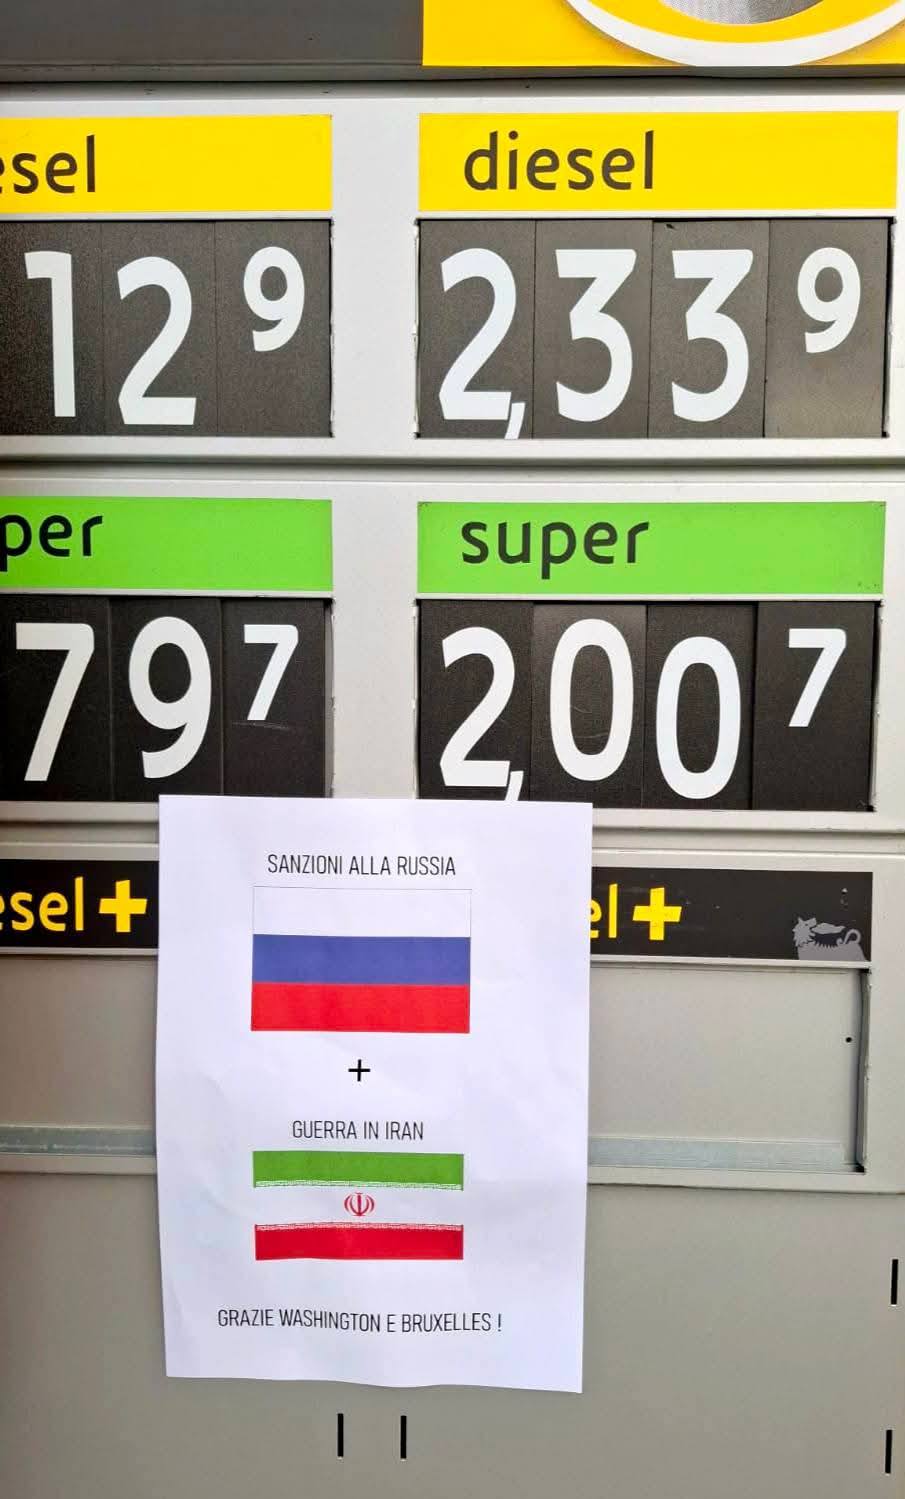 esel diesel
129 2,339
per super
797 2,007
SANZIONI ALLA RUSSIA
esel+ el+
+
GUERRA IN IRAN
GRAZIE WASHINGTON E BRUXELLES !